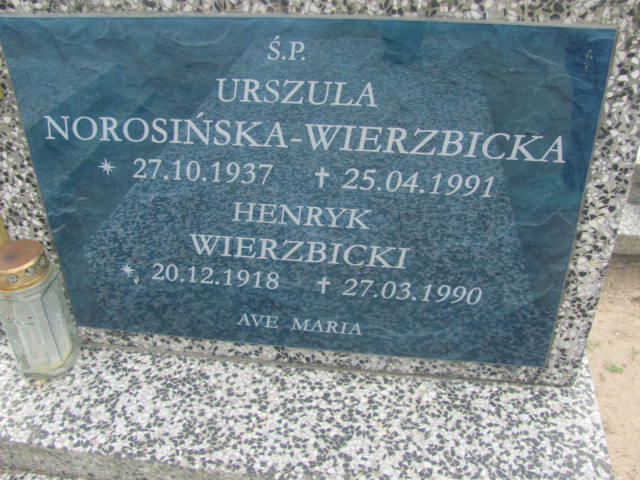 Ś.P.
URSZULA
NOROSIŃSKA-WIERZBICKA
* 27.10.1937 † 25.04.1991
HENRYK
WIERZBICKI
* 20.12.1918 † 27.03.1990
AVE MARIA